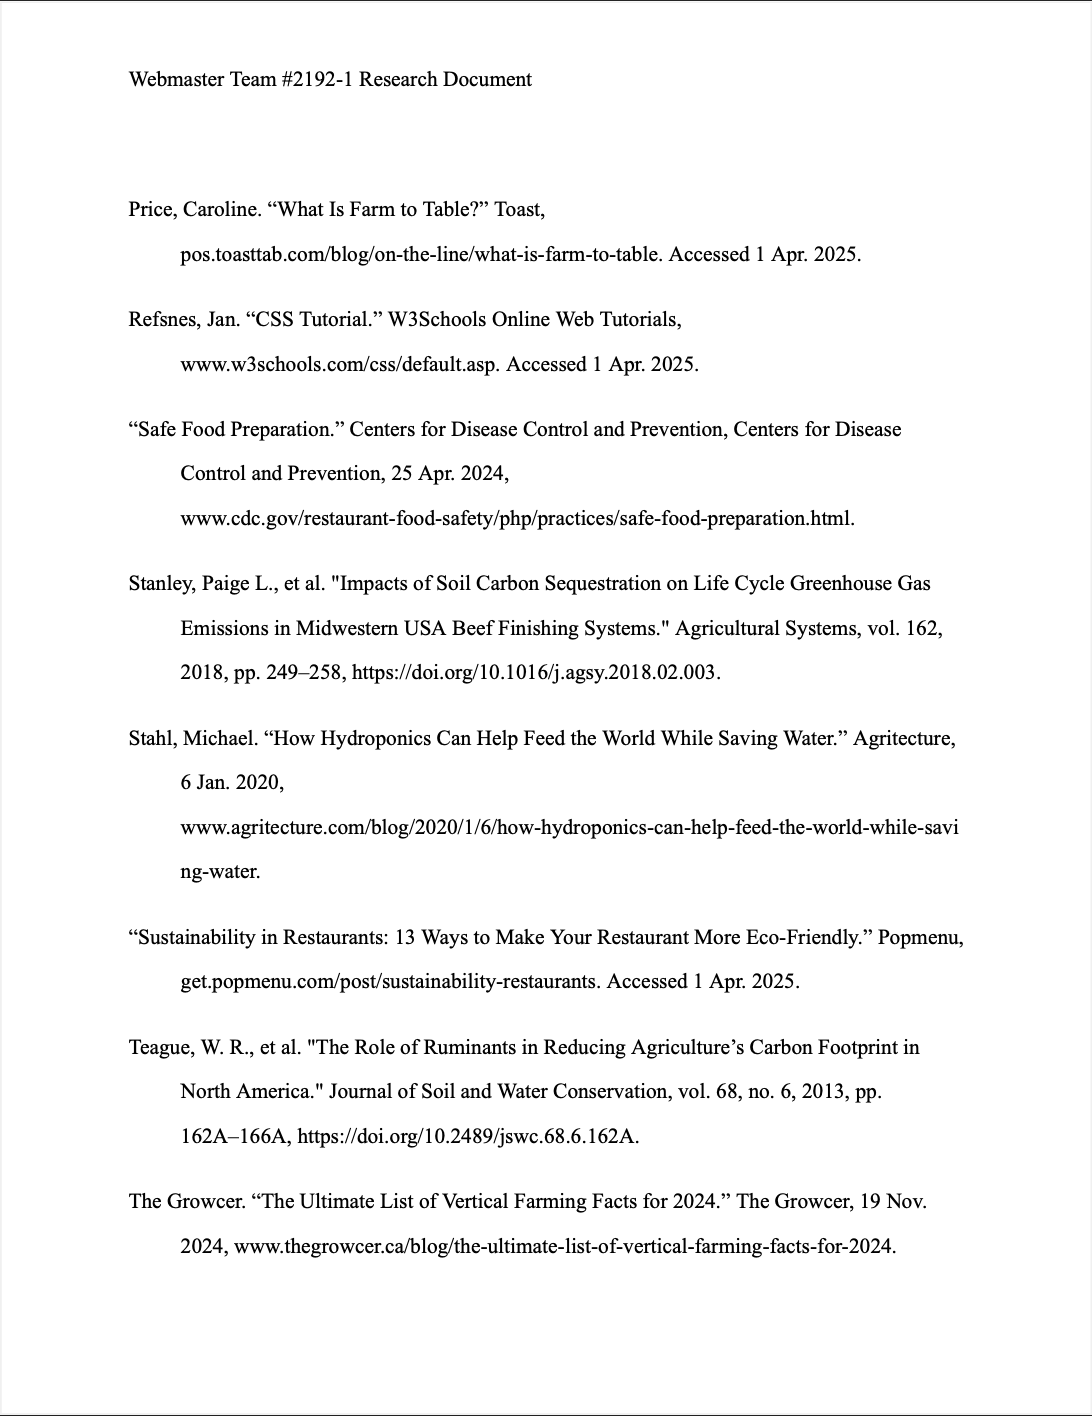 Webmaster Team #2192-1 Research Document
Price, Caroline. “What Is Farm to Table?” Toast,
pos.toasttab.com/blog/on-the-line/what-is-farm-to-table. Accessed 1 Apr. 2025.
Refsnes, Jan. “CSS Tutorial.” W3Schools Online Web Tutorials,
www.w3schools.com/css/default.asp. Accessed 1 Apr. 2025.
“Safe Food Preparation.” Centers for Disease Control and Prevention, Centers for Disease
Control and Prevention, 25 Apr. 2024,
www.cdc.gov/restaurant-food-safety/php/practices/safe-food-preparation.html.
Stanley, Paige L., et al. "Impacts of Soil Carbon Sequestration on Life Cycle Greenhouse Gas
Emissions in Midwestern USA Beef Finishing Systems." Agricultural Systems, vol. 162,
2018, pp. 249–258, https://doi.org/10.1016/j.agsy.2018.02.003.
Stahl, Michael. “How Hydroponics Can Help Feed the World While Saving Water.” Agritecture,
6 Jan. 2020,
www.agritecture.com/blog/2020/1/6/how-hydroponics-can-help-feed-the-world-while-savi
ng-water.
“Sustainability in Restaurants: 13 Ways to Make Your Restaurant More Eco-Friendly.” Popmenu,
get.popmenu.com/post/sustainability-restaurants. Accessed 1 Apr. 2025.
Teague, W. R., et al. "The Role of Ruminants in Reducing Agriculture’s Carbon Footprint in
North America." Journal of Soil and Water Conservation, vol. 68, no. 6, 2013, pp.
162A–166A, https://doi.org/10.2489/jswc.68.6.162A.
The Growcer. “The Ultimate List of Vertical Farming Facts for 2024.” The Growcer, 19 Nov.
2024, www.thegrowcer.ca/blog/the-ultimate-list-of-vertical-farming-facts-for-2024.